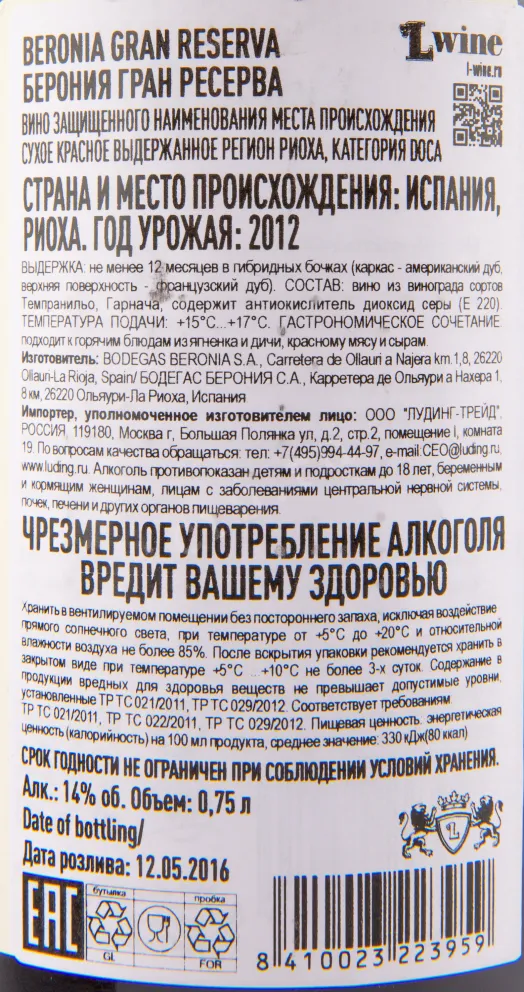 BERONIA GRAN RESERVA
БЕРОНИЯ ГРАН РЕСЕРВА
Lwine
l-wine.ru
ВИНО ЗАЩИЩЕННОГО НАИМЕНОВАНИЯ МЕСТА ПРОИСХОЖДЕНИЯ
СУХОЕ КРАСНОЕ ВЫДЕРЖАННОЕ РЕГИОН РИОХА, КАТЕГОРИЯ DOCA
СТРАНА И МЕСТО ПРОИСХОЖДЕНИЯ: ИСПАНИЯ,
РИОХА. ГОД УРОЖАЯ: 2012
ВЫДЕРЖКА: не менее 12 месяцев в гибридных бочках (каркас - американский дуб,
верхняя поверхность - французский дуб). СОСТАВ: вино из винограда сортов
Темпранильо, Гарнача, содержит антиокислитель диоксид серы (Е 220).
ТЕМПЕРАТУРА ПОДАЧИ: +15°C...+17°C. ГАСТРОНОМИЧЕСКОЕ СОЧЕТАНИЕ
подходит к горячим блюдам из ягненка и дичи, красному мясу и сырам.
Изготовитель: BODEGAS BERONIA S.A., Carretera de Ollauri a Najera km.1,8, 26220
Ollauri-La Rioja, Spain/ БОДЕГАС БЕРОНИЯ С.А., Карретера де Ольяури а Нахера 1,
8 км, 26220 Ольяури-Ла Риоха, Испания
Импортер, уполномоченное изготовителем лицо: ООО "ЛУДИНГ-ТРЕЙД".
РОССИЯ, 119180, Москва г, Большая Полянка ул, д.2, стр.2, помещение I, комната
19. По вопросам качества обращаться: тел: +7(495)994-44-97, e-mail:CEO@luding.ru,
www.luding.ru. Алкоголь противопоказан детям и подросткам до 18 лет, беременным
и кормящим женщинам, лицам с заболеваниями центральной нервной системы,
почек, печени и других органов пищеварения.
ЧРЕЗМЕРНОЕ УПОТРЕБЛЕНИЕ АЛКОГОЛЯ
ВРЕДИТ ВАШЕМУ ЗДОРОВЬЮ
Хранить в вентилируемом помещении без постороннего запаха, исключая воздействие
прямого солнечного света, при температуре от +5°C до +20°C и относительной
влажности воздуха не более 85%. После вскрытия упаковки рекомендуется хранить в
закрытом виде при температуре +5°C ... +10°C не более 3-х суток. Содержание в
продукции вредных для здоровья веществ не превышает допустимые уровни,
установленные ТР ТС 021/2011, ТР ТС 029/2012. Соответствует требованиям:
ТР ТС 021/2011, ТР ТС 022/2011, ТР ТС 029/2012. Пищевая ценность: энергетическая
ценность (калорийность) на 100 мл продукта, среднее значение: 330 кДж(80 ккал)
СРОК ГОДНОСТИ НЕ ОГРАНИЧЕН ПРИ СОБЛЮДЕНИИ УСЛОВИЙ ХРАНЕНИЯ.
Алк.: 14% об. Объем: 0,75 л
Date of bottling/
Дата розлива: 12.05.2016
EAC
бутылка
GL
пробка
FOR
L
8 410023 223959